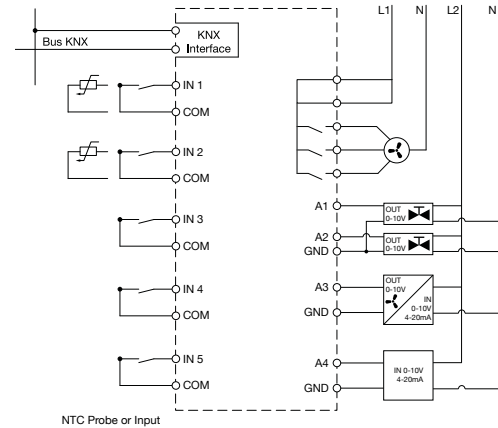 L1 N L2 N
KNX
Interface
Bus KNX
IN 1
COM
IN 2
COM
IN 3
COM
IN 4
COM
IN 5
COM
A1
OUT
0-10V
A2
GND
OUT
0-10V
A3
GND
OUT
0-10V
IN
0-10V
4-20mA
A4
GND
IN 0-10V
4-20mA
NTC Probe or Input